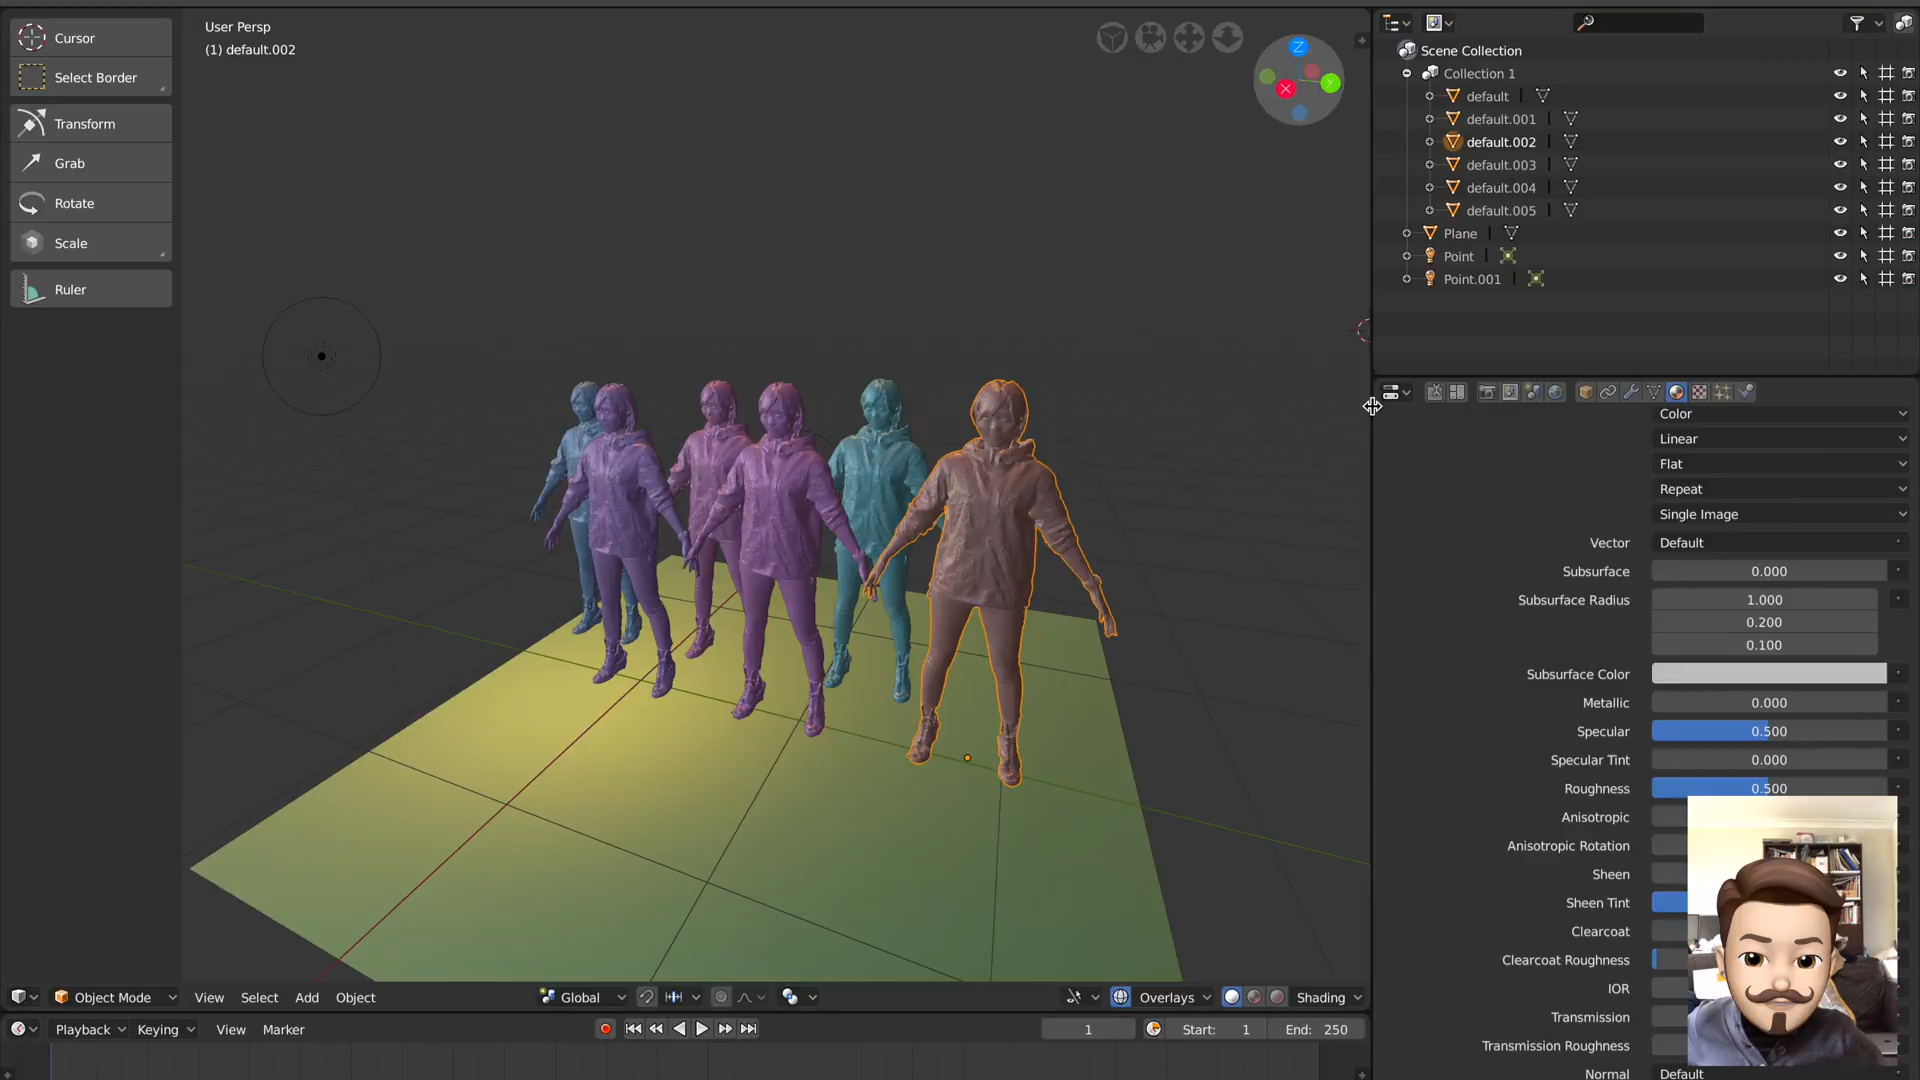 User Persp
(1) default.002
Cursor
Select Border
Transform
Grab
Rotate
Scale
Ruler
Z
Y
X
Scene Collection
Collection 1
default
default.001
default.002
default.003
default.004
default.005
Plane
Point
Point.001
Color
Linear
Flat
Repeat
Single Image
Vector Default
Subsurface 0.000
Subsurface Radius 1.000
0.200
0.100
Subsurface Color
Metallic 0.000
Specular 0.500
Specular Tint 0.000
Roughness 0.500
Anisotropic
Anisotropic Rotation
Sheen
Sheen Tint
Clearcoat
Clearcoat Roughness
IOR
Transmission
Transmission Roughness
Normal Default
Object Mode View Select Add Object Global Overlays Shading
Playback Keying View Marker 1 Start: 1 End: 250